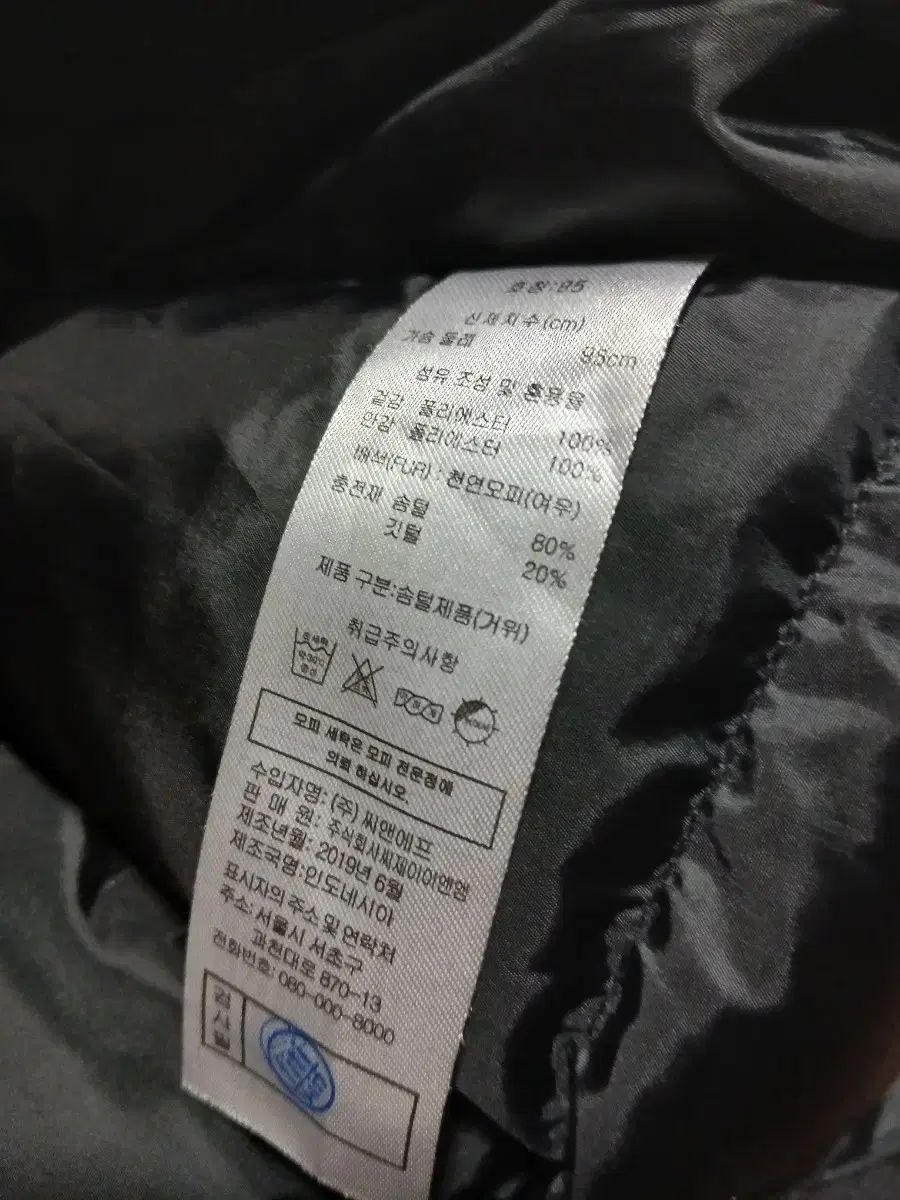 호칭:95
신체치수(cm)
가슴 둘레 95cm
섬유 조성 및 혼용율
겉감 폴리에스터 100%
안감 폴리에스터 100%
배색(FUR) : 천연모피(여우)
충전재 솜털 80%
깃털 20%
제품 구분:솜털제품(거위)
취급주의사항
손세탁
약30℃
중성
모피 세탁은 모피 전문점에
의뢰 하십시오
수입자명: (주) 씨앤에프
판 매 원: 주식회사씨제이이앤엠
제조년월: 2019년 6월
제조국명:인도네시아
표시자의 주소 및 연락처
주소: 서울시 서초구
과천대로 870-13
전화번호: 080-000-8000
검사필